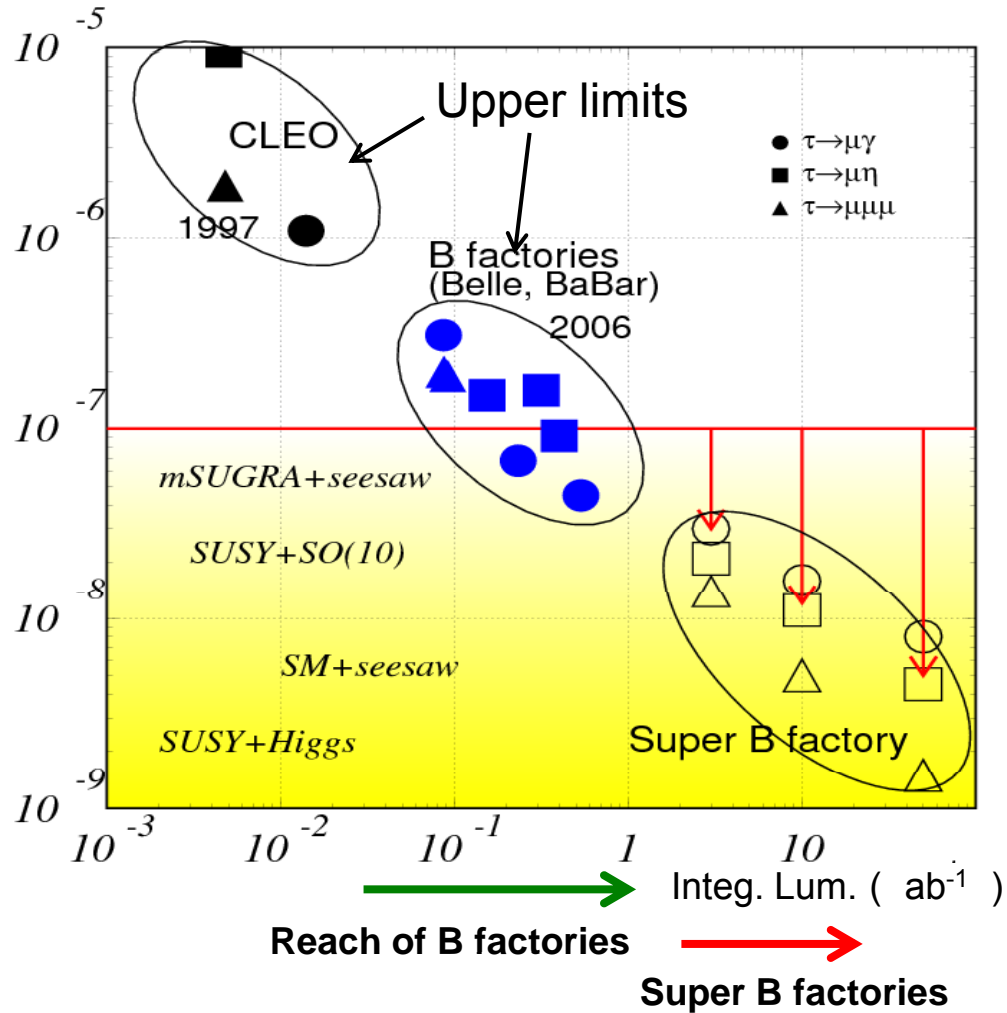 10 -5
Upper limits
CLEO
τ→μγ
τ→μη
τ→μμμ
1997
10 -6
B factories
(Belle, BaBar)
2006
10 -7
mSUGRA+seesaw
SUSY+SO(10)
10 -8
SM+seesaw
SUSY+Higgs
Super B factory
10 -9
10 -3 10 -2 10 -1 1 10
Integ. Lum. ( ab-1 )
Reach of B factories
Super B factories